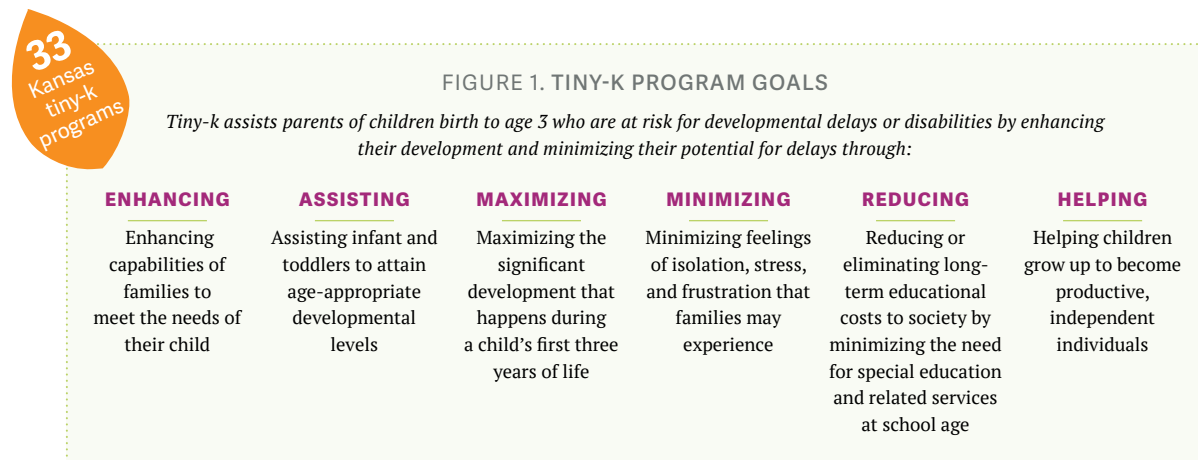 33
Kansas
tiny-k
programs
FIGURE 1. TINY-K PROGRAM GOALS
Tiny-k assists parents of children birth to age 3 who are at risk for developmental delays or disabilities by enhancing
their development and minimizing their potential for delays through:
ENHANCING
Enhancing
capabilities of
families to
meet the needs of
their child
ASSISTING
Assisting infant and
toddlers to attain
age-appropriate
developmental
levels
MAXIMIZING
Maximizing the
significant
development that
happens during
a child’s first three
years of life
MINIMIZING
Minimizing feelings
of isolation, stress,
and frustration that
families may
experience
REDUCING
Reducing or
eliminating long-
term educational
costs to society by
minimizing the need
for special education
and related services
at school age
HELPING
Helping children
grow up to become
productive,
independent
individuals